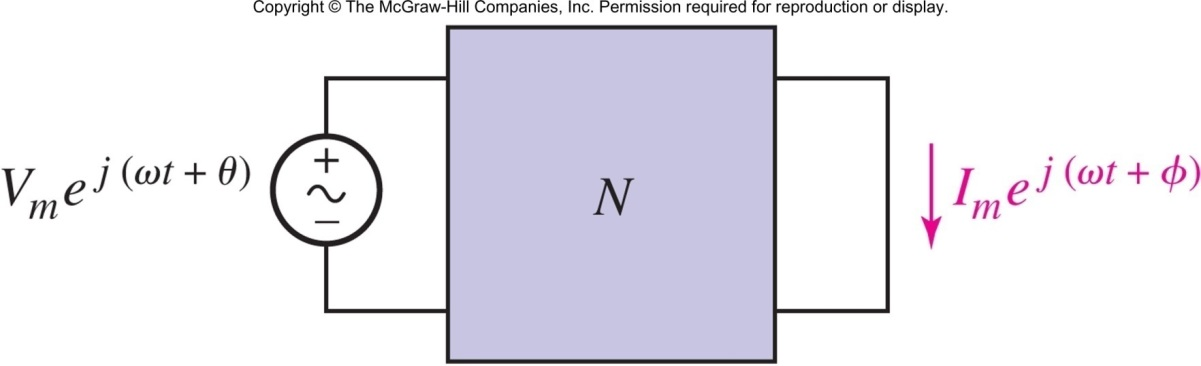 Copyright © The McGraw-Hill Companies, Inc. Permission required for reproduction or display.
V_m e^{j (ωt + θ)}
+
~
−
N
I_m e^{j (ωt + ϕ)}